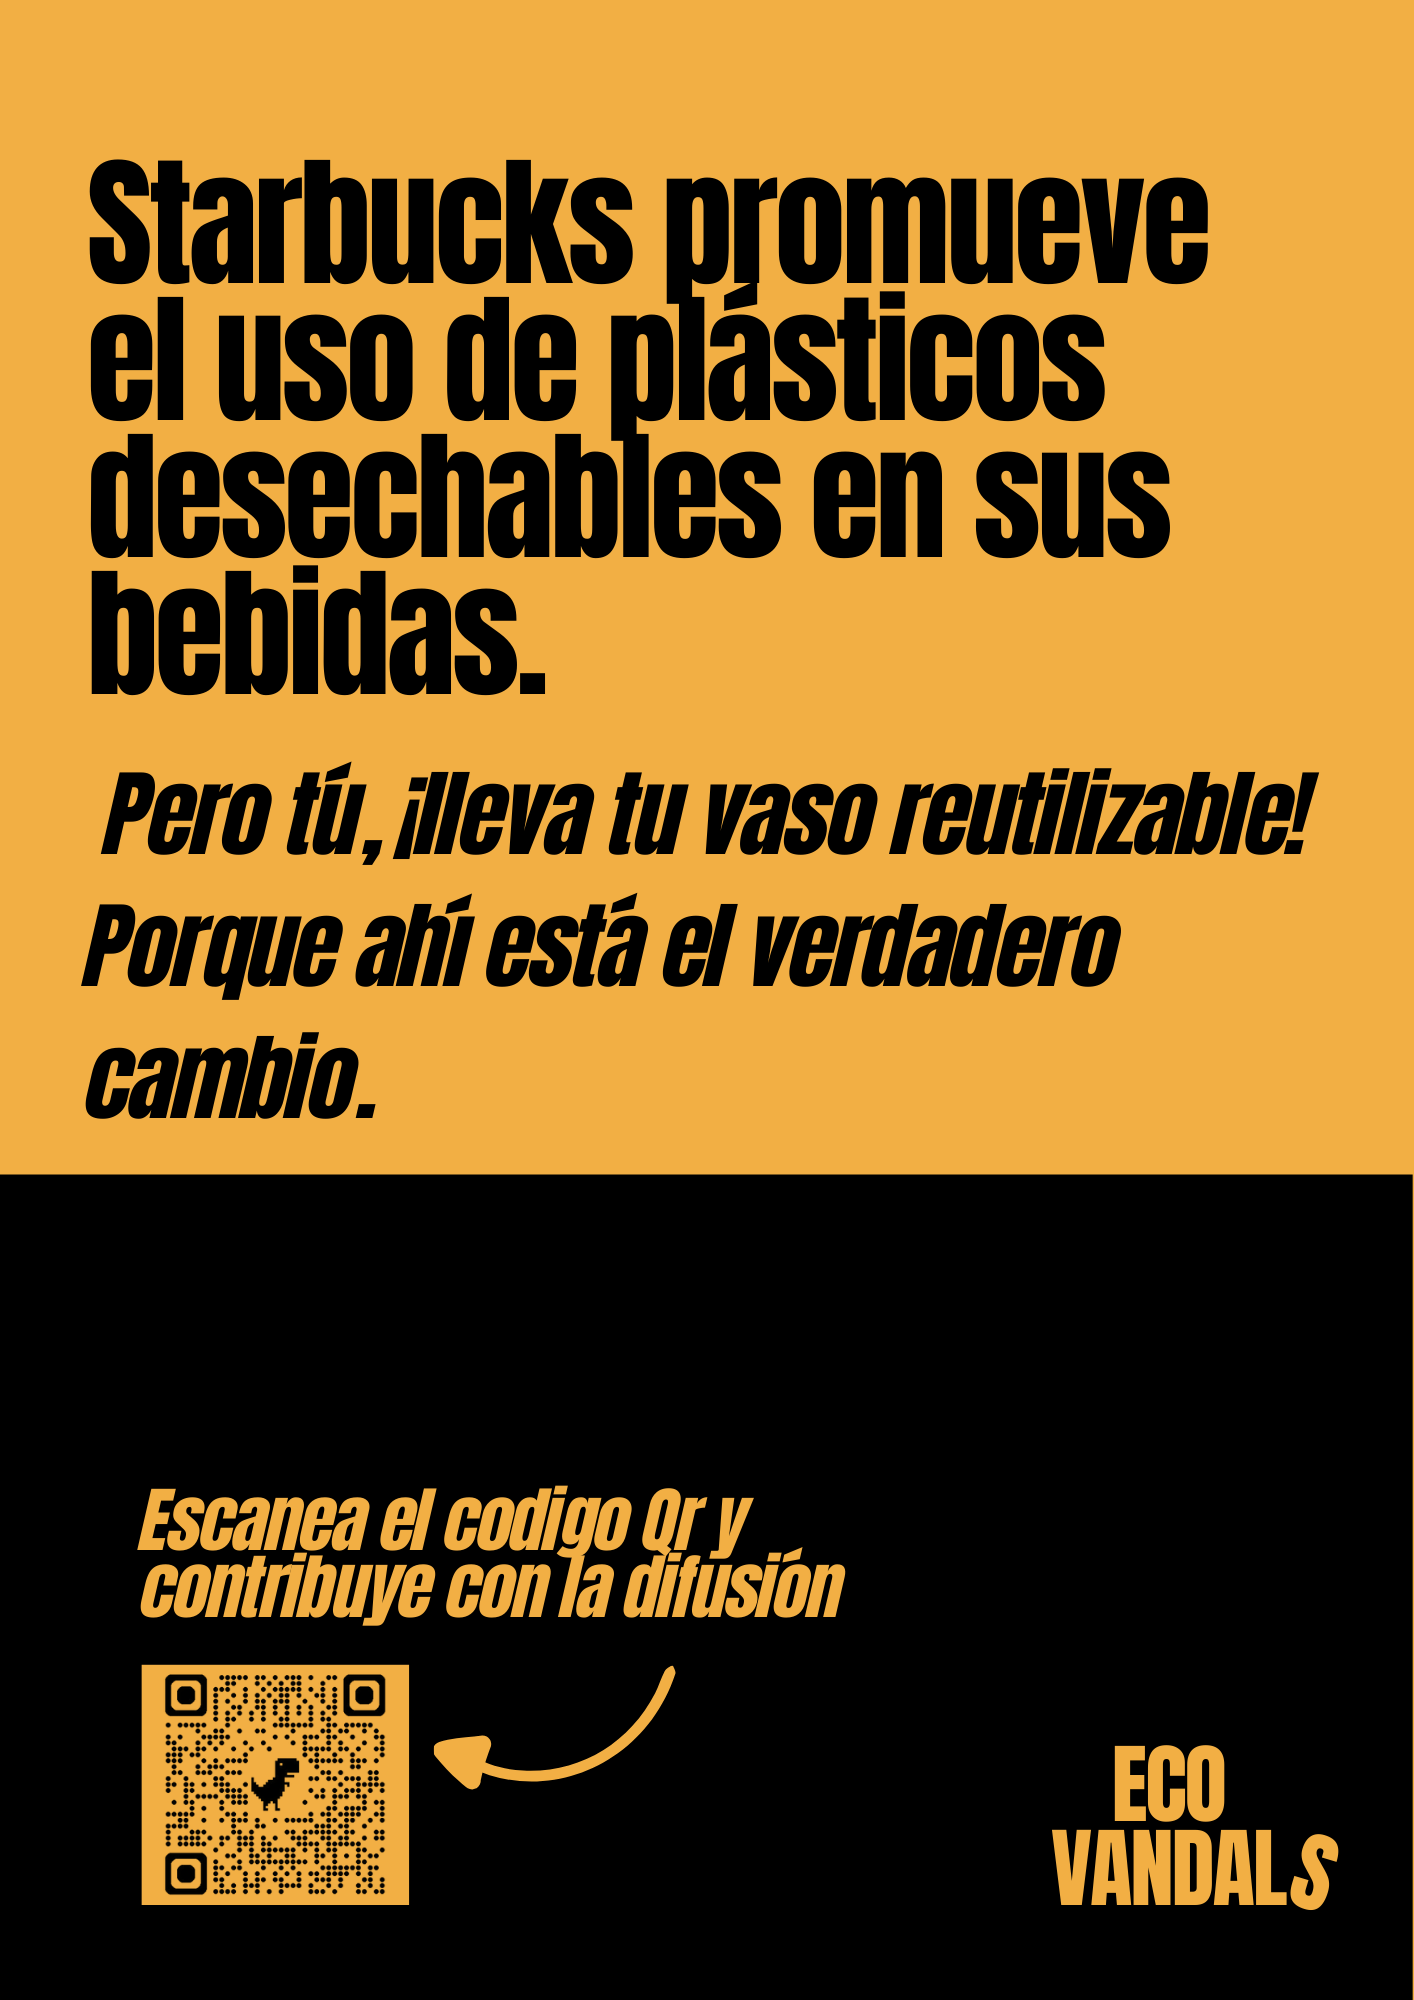 Starbucks promueve
el uso de plásticos
desechables en sus
bebidas.
Pero tú, ¡lleva tu vaso reutilizable!
Porque ahí está el verdadero
cambio.
Escanea el codigo Qr y
contribuye con la difusión
ECO
VANDALS